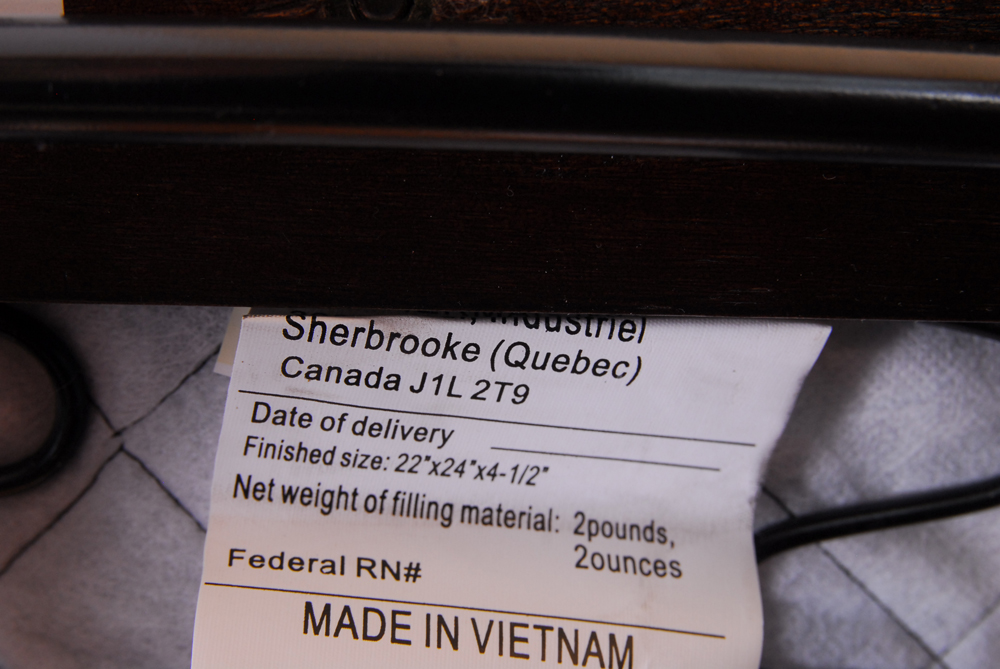 Industriel
Sherbrooke (Quebec)
Canada J1L 2T9
Date of delivery
Finished size: 22"x24"x4-1/2"
Net weight of filling material: 2pounds,
2ounces
Federal RN#
MADE IN VIETNAM